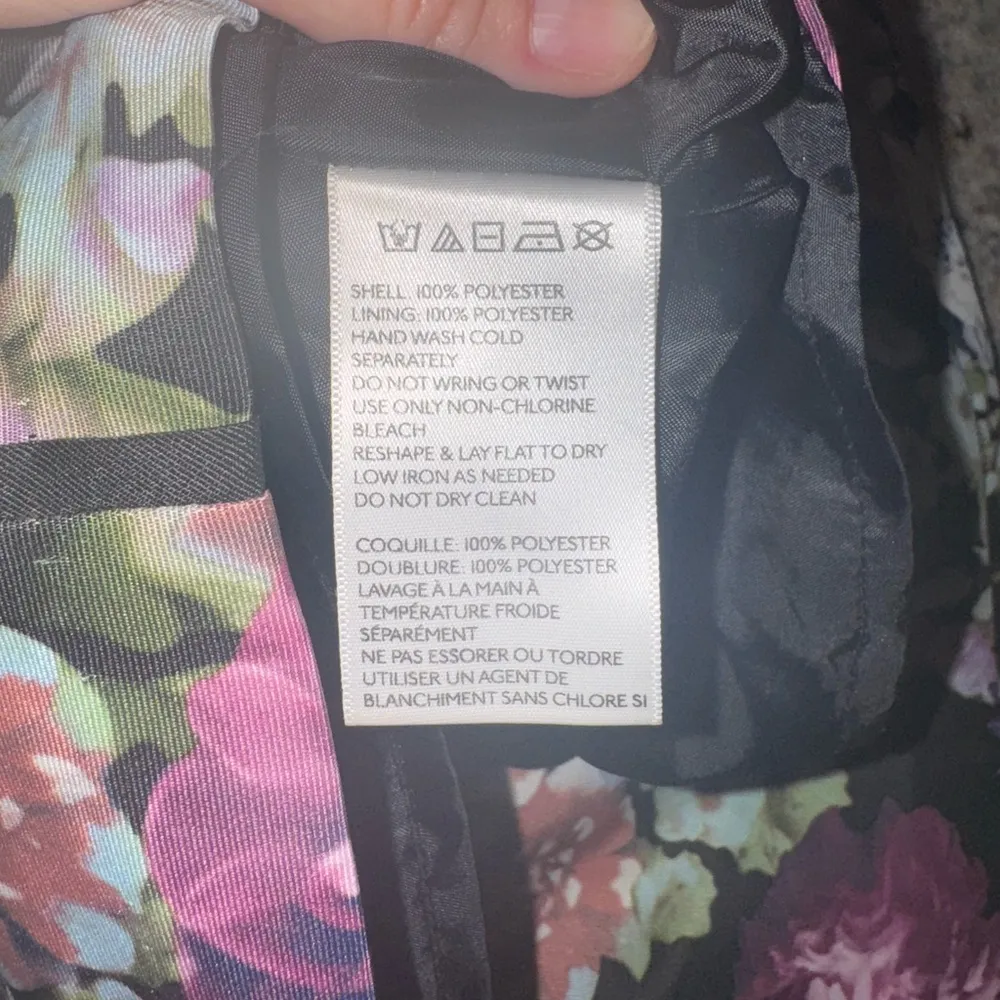 SHELL: 100% POLYESTER
LINING: 100% POLYESTER
HAND WASH COLD
SEPARATELY
DO NOT WRING OR TWIST
USE ONLY NON-CHLORINE
BLEACH
RESHAPE & LAY FLAT TO DRY
LOW IRON AS NEEDED
DO NOT DRY CLEAN
COQUILLE: 100% POLYESTER
DOUBLURE: 100% POLYESTER
LAVAGE À LA MAIN À
TEMPÉRATURE FROIDE
SÉPARÉMENT
NE PAS ESSORER OU TORDRE
UTILISER UN AGENT DE
BLANCHIMENT SANS CHLORE SI